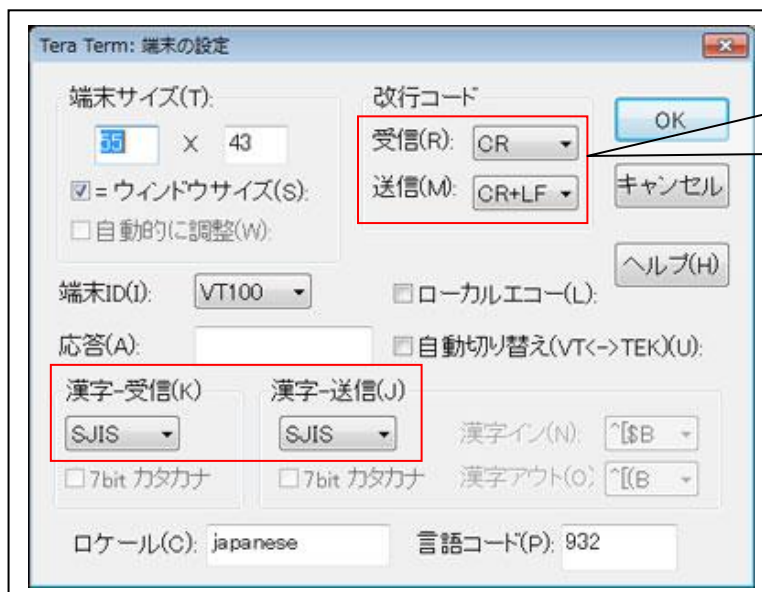 Tera Term: 端末の設定
端末サイズ(T):
55 X 43
☑ = ウィンドウサイズ(S):
☐ 自動的に調整(W):
改行コード
受信(R): CR
送信(M): CR+LF
OK
キャンセル
ヘルプ(H)
端末ID(I): VT100
☐ ローカルエコー(L):
応答(A):
☐ 自動切り替え(VT<->TEK)(U):
漢字-受信(K)
SJIS
☐ 7bit カタカナ
漢字-送信(J)
SJIS
☐ 7bit カタカナ
漢字イン(N): ^[$B
漢字アウト(O) ^[(B
ロケール(C): japanese
言語コード(P): 932